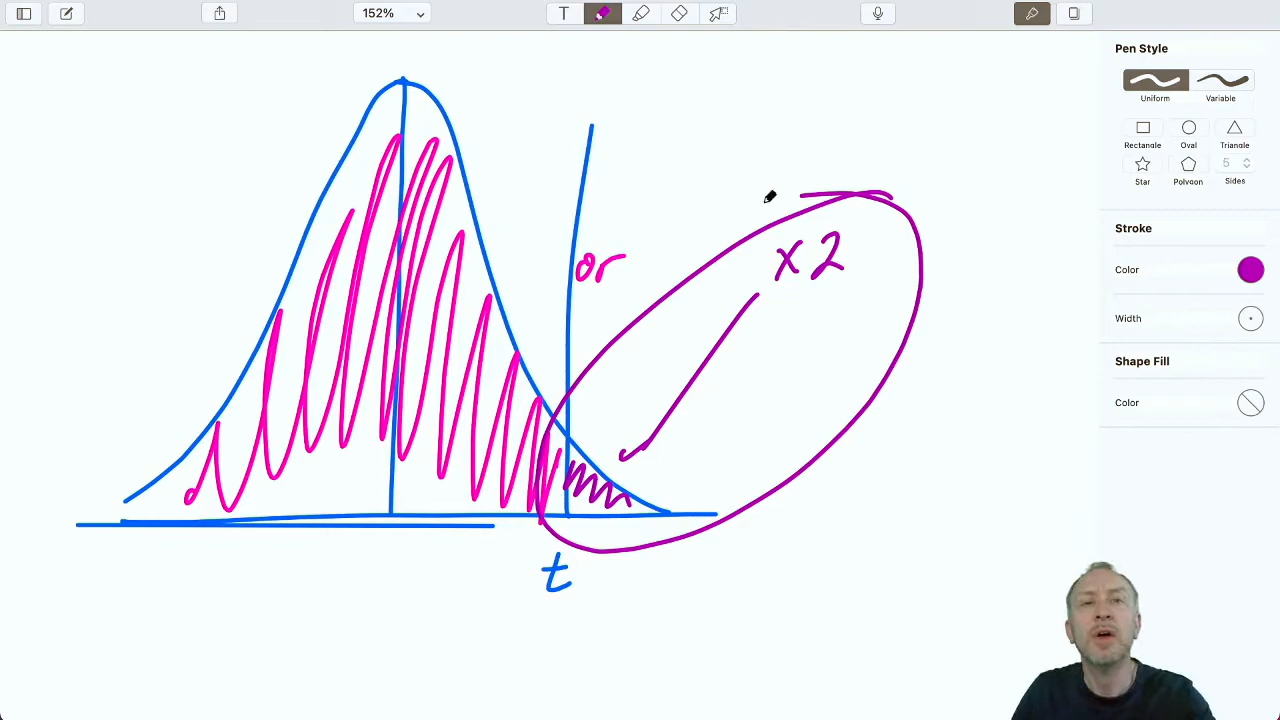 152%
T
Pen Style
Uniform
Variable
Rectangle
Oval
Triangle
Star
Polygon
5
Sides
Stroke
Color
Width
Shape Fill
Color
x 2
or
t